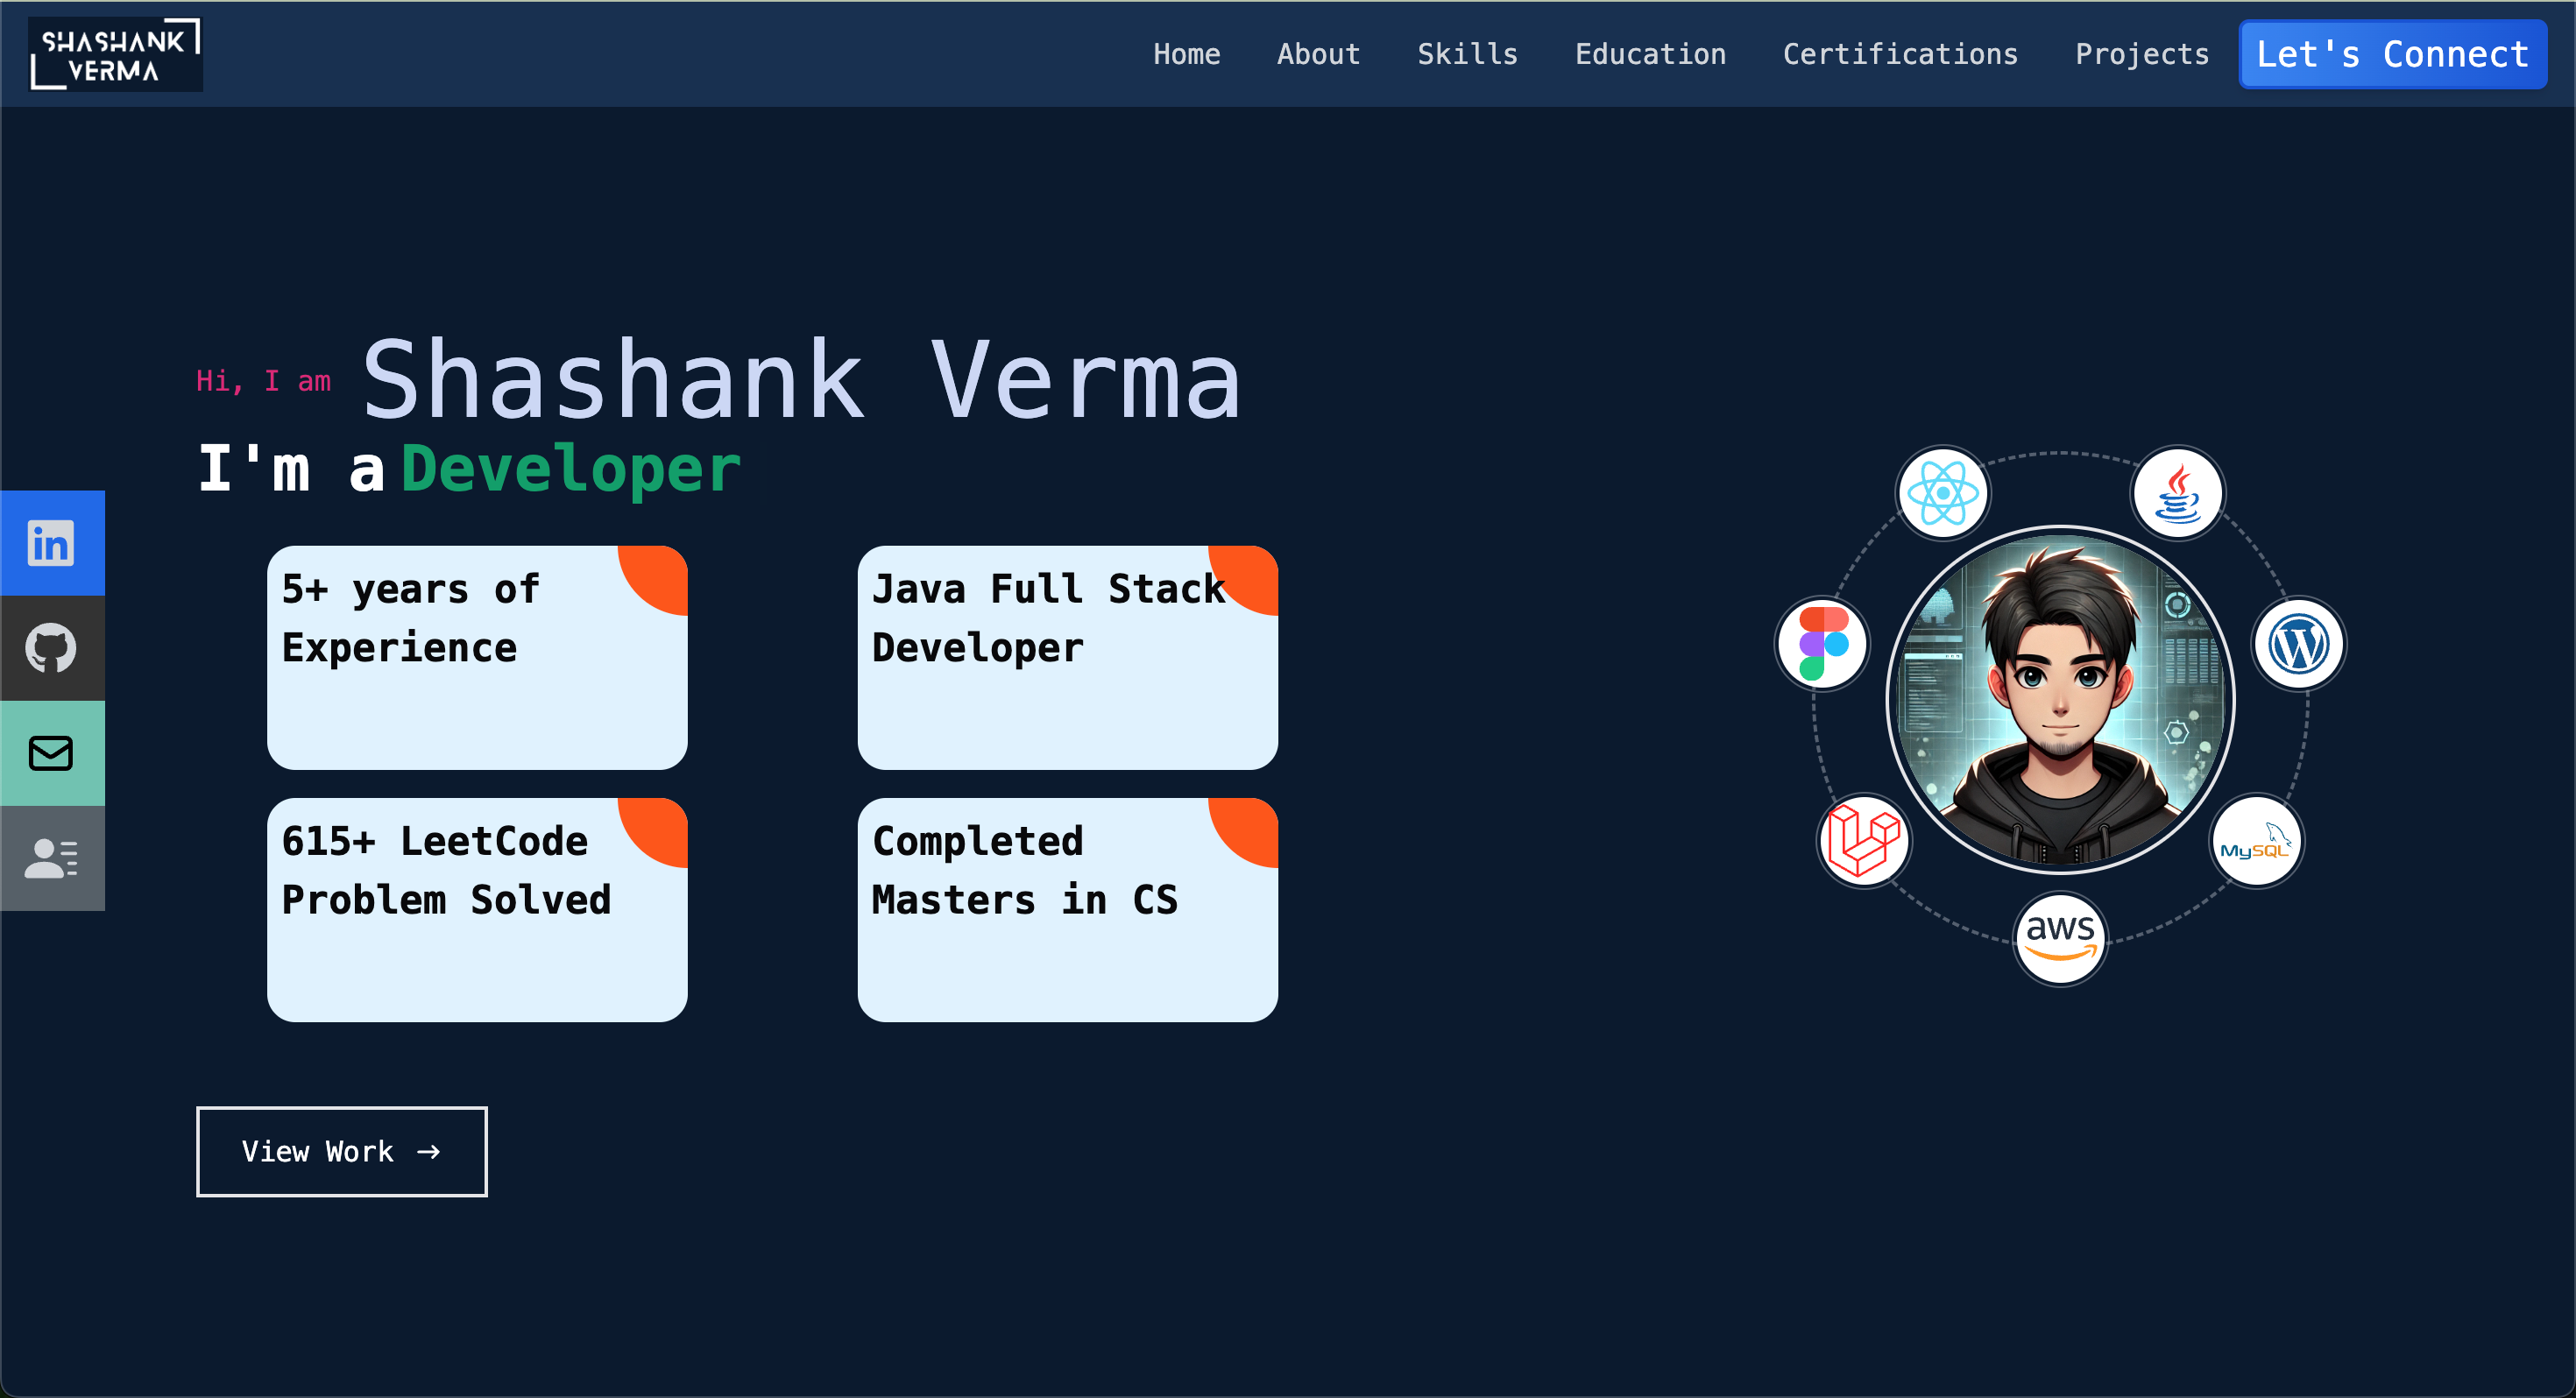 SHASHANK
VERMA
Home About Skills Education Certifications Projects Let's Connect
Hi, I am Shashank Verma
I'm a Developer
in
5+ years of
Experience
Java Full Stack
Developer
615+ LeetCode
Problem Solved
Completed
Masters in CS
View Work →
W
MySQL
aws